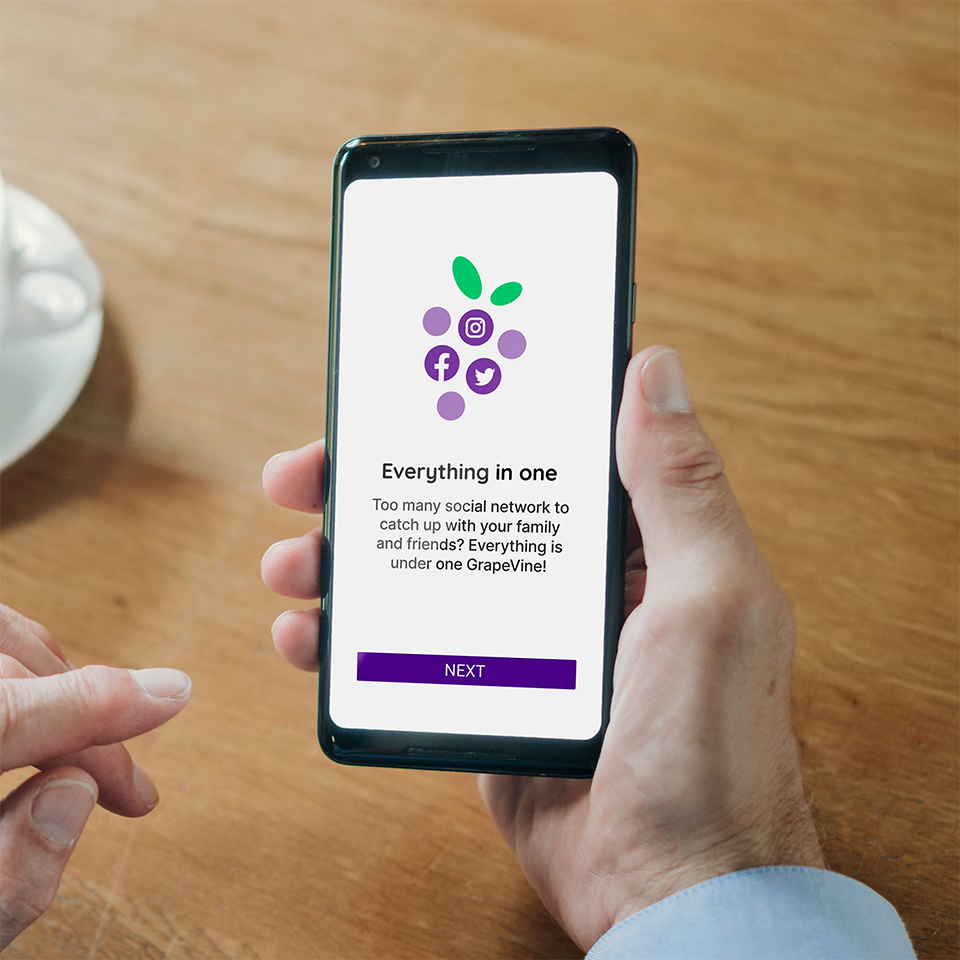 Everything in one
Too many social network to
catch up with your family
and friends? Everything is
under one GrapeVine!
NEXT